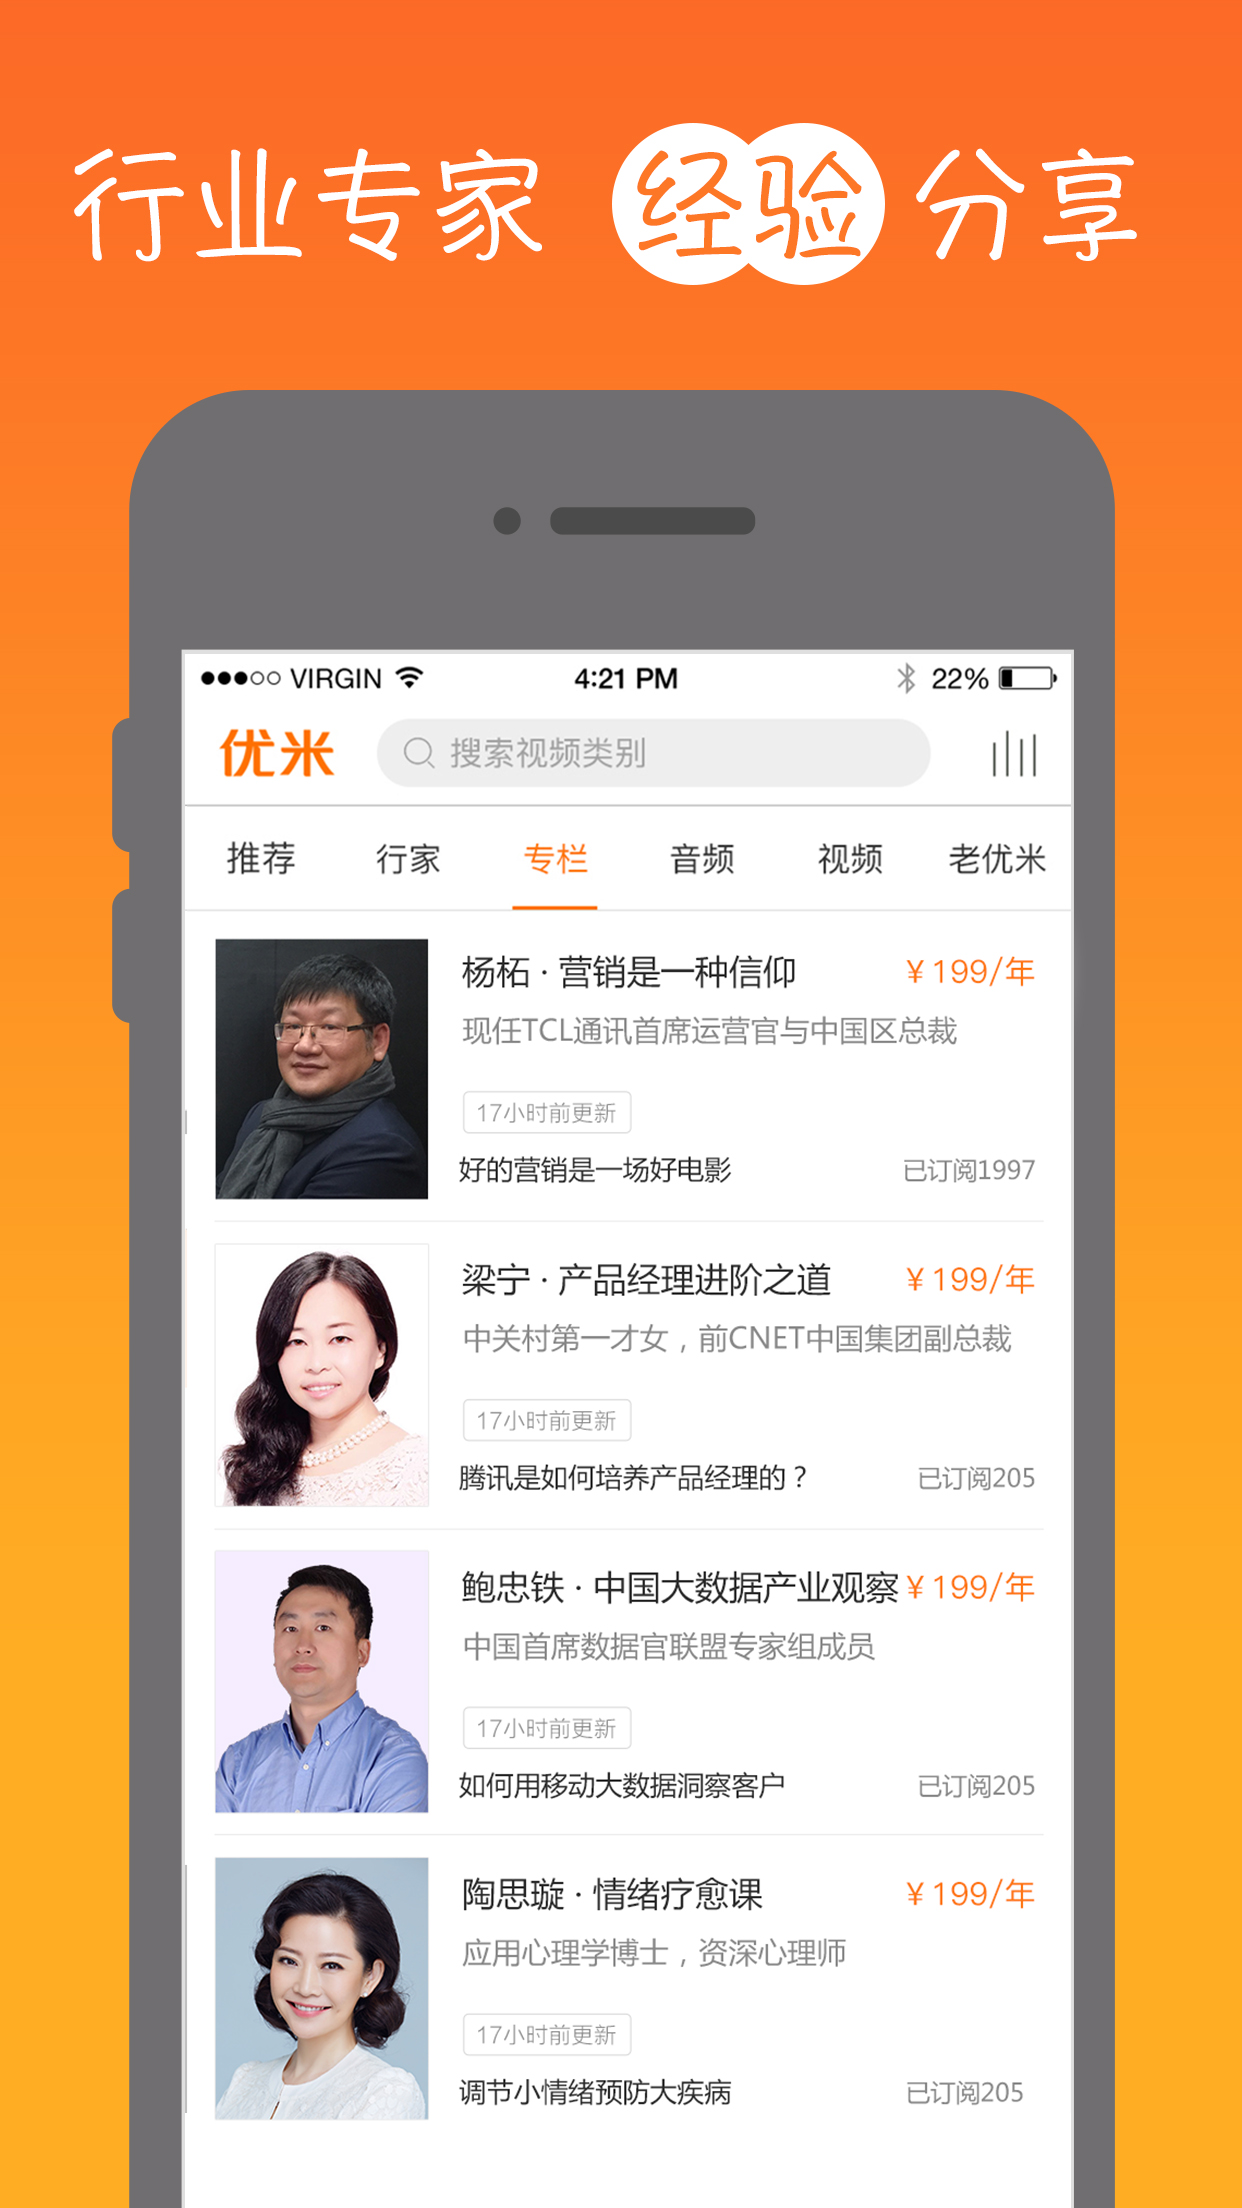 行业专家 经验分享
VIRGIN 4:21 PM 22%
优米 搜索视频类别
推荐 行家 专栏 音频 视频 老优米
杨柘 · 营销是一种信仰 ¥199/年
现任TCL通讯首席运营官与中国区总裁
17小时前更新
好的营销是一场好电影 已订阅1997
梁宁 · 产品经理进阶之道 ¥199/年
中关村第一才女，前CNET中国集团副总裁
17小时前更新
腾讯是如何培养产品经理的？ 已订阅205
鲍忠铁 · 中国大数据产业观察 ¥199/年
中国首席数据官联盟专家组成员
17小时前更新
如何用移动大数据洞察客户 已订阅205
陶思璇 · 情绪疗愈课 ¥199/年
应用心理学博士，资深心理师
17小时前更新
调节小情绪预防大疾病 已订阅205